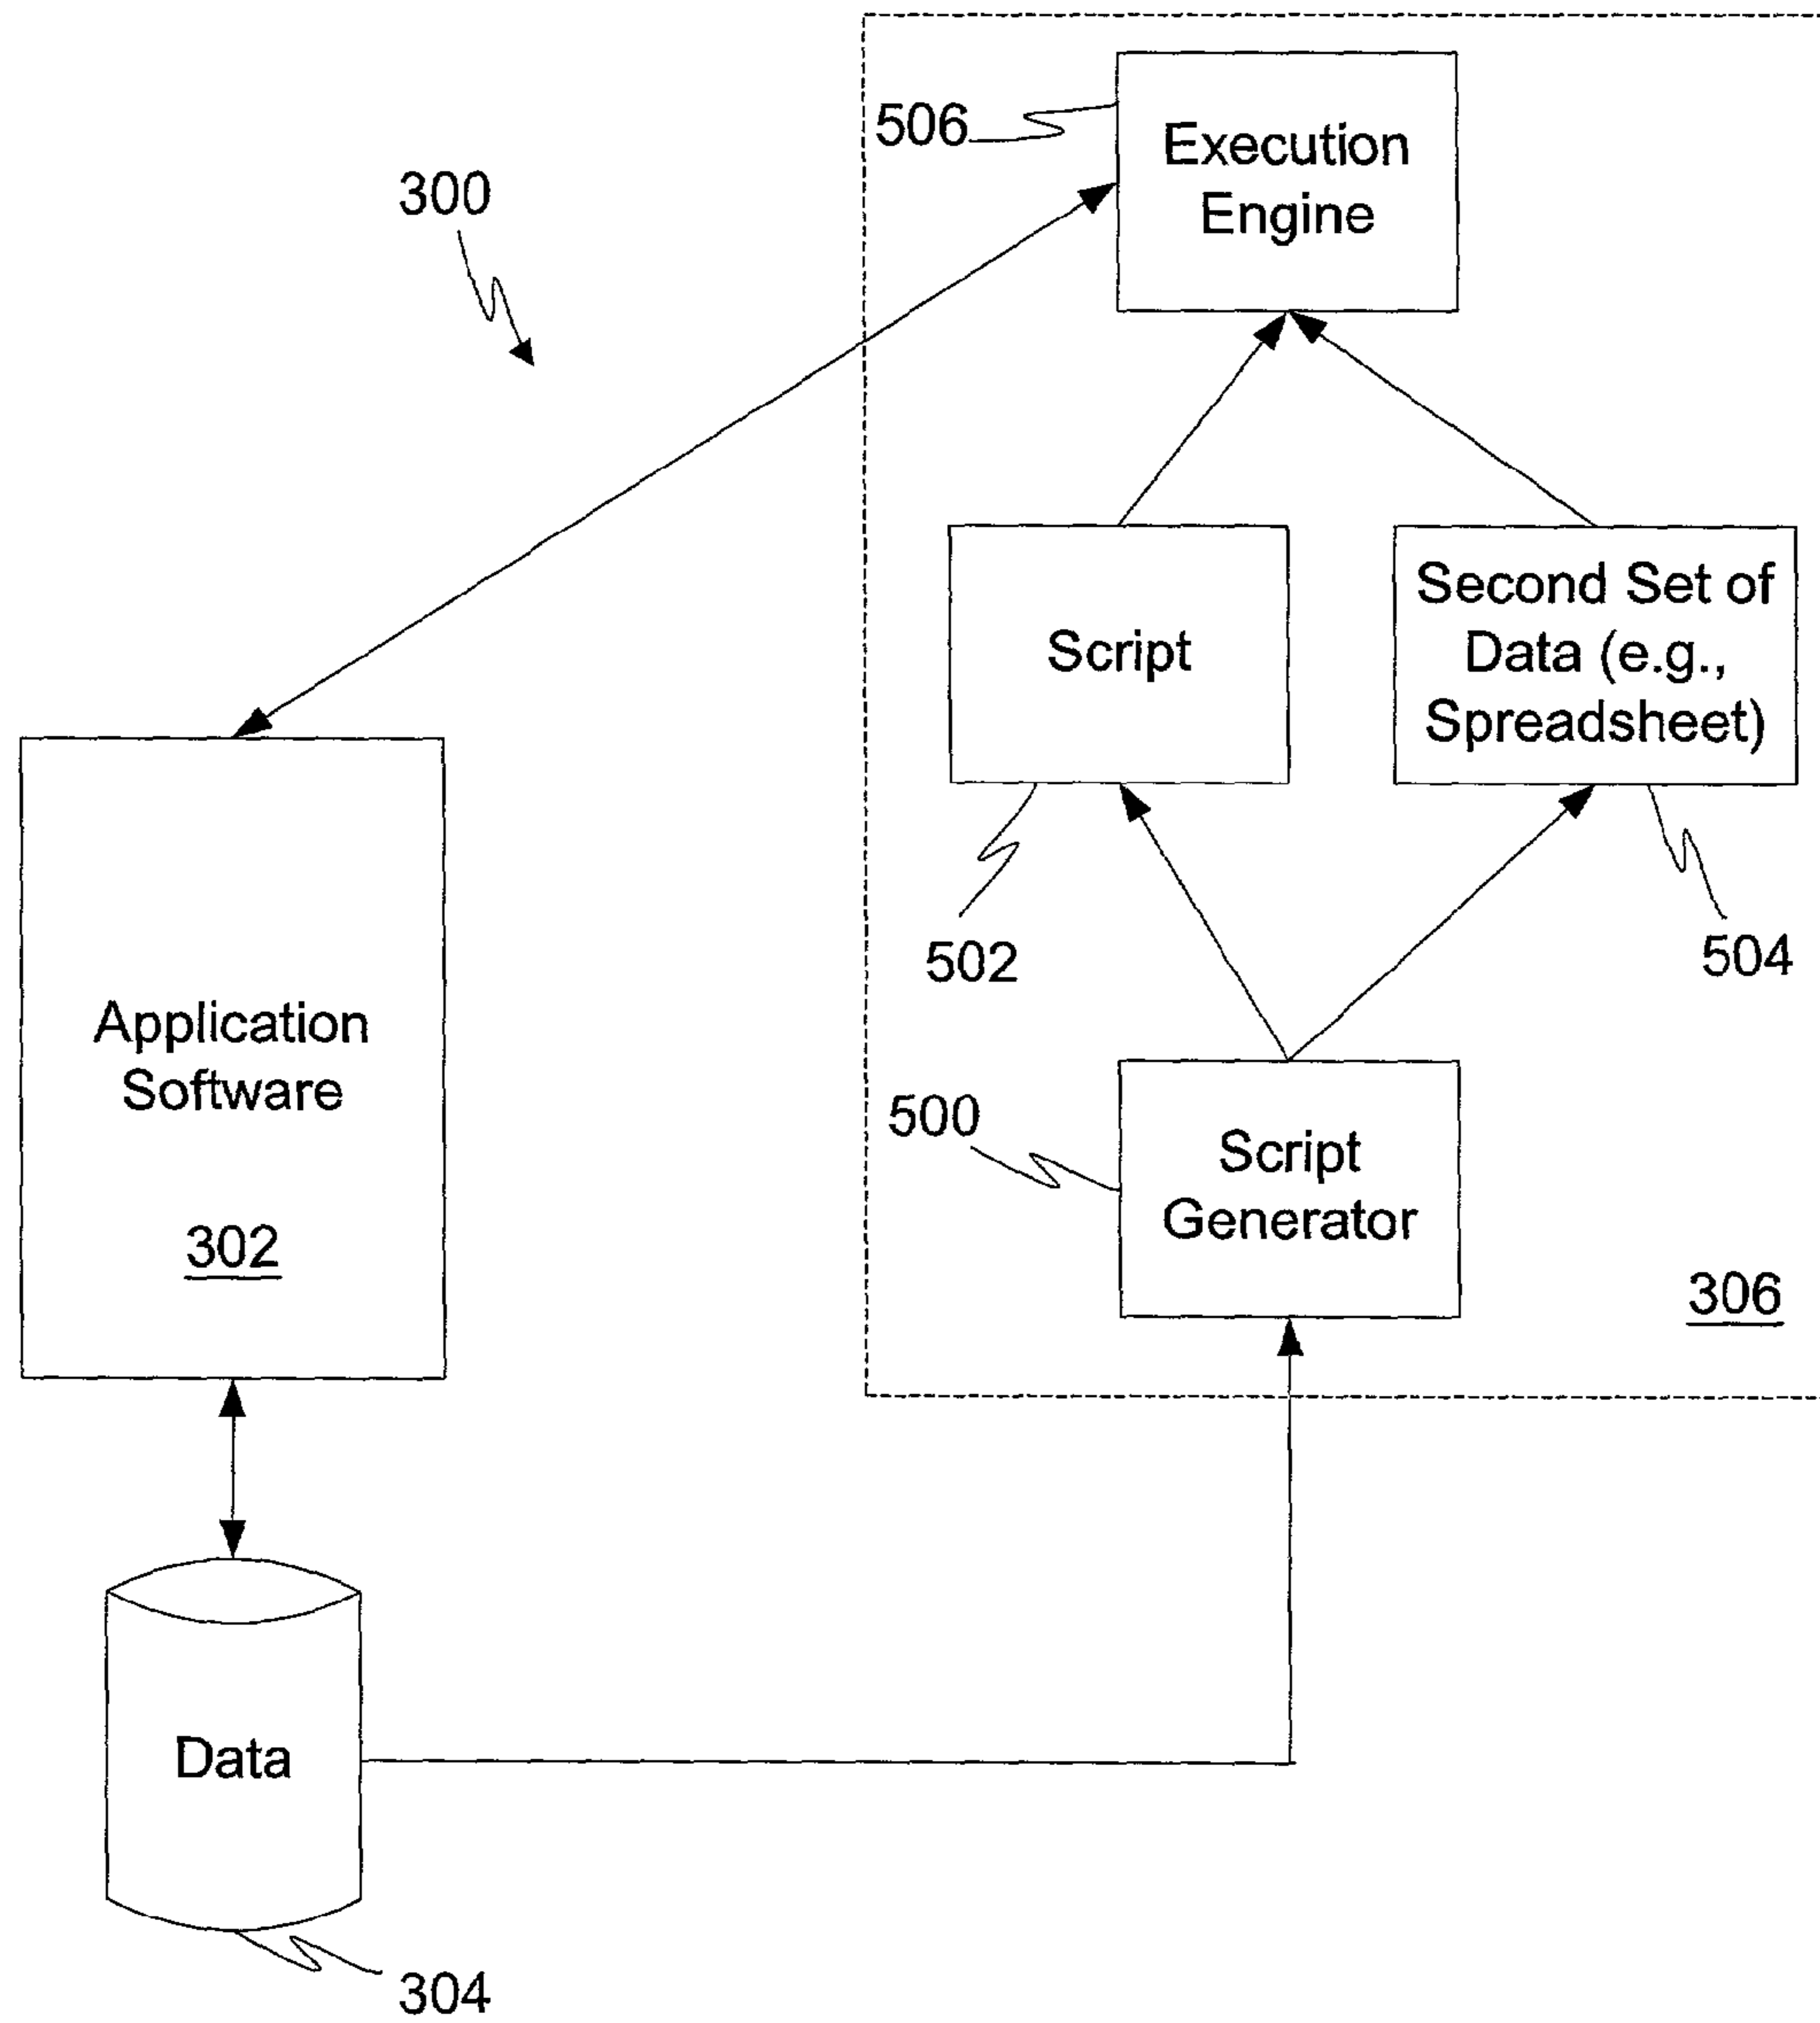 506
Execution
Engine
300
Script
Second Set of
Data (e.g.,
Spreadsheet)
502
504
Application
Software
302
500
Script
Generator
306
Data
304